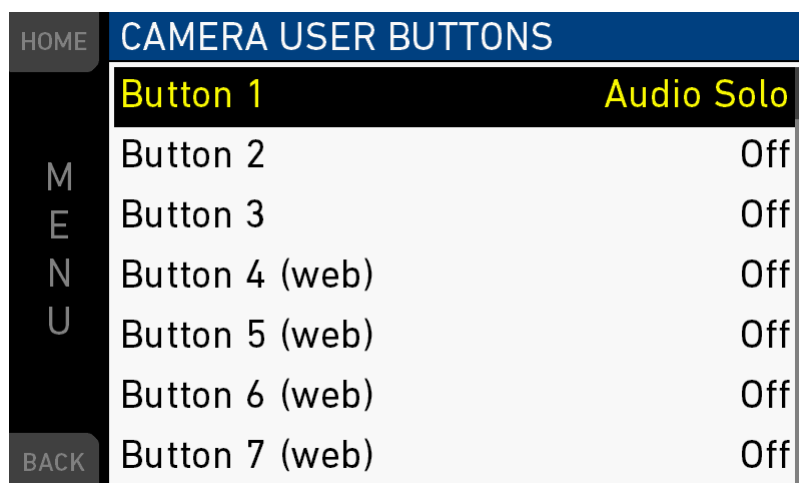 HOME
CAMERA USER BUTTONS
Button 1 Audio Solo
Button 2 Off
Button 3 Off
Button 4 (web) Off
Button 5 (web) Off
Button 6 (web) Off
Button 7 (web) Off
MENU
BACK